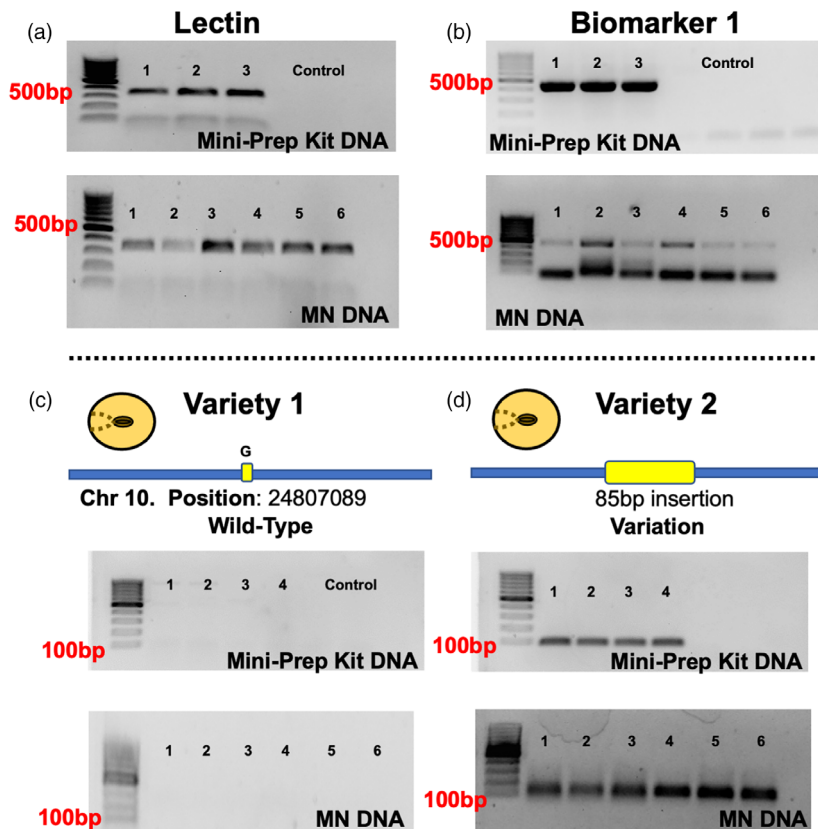 (a)
Lectin
1 2 3 Control
500bp
Mini-Prep Kit DNA
1 2 3 4 5 6
500bp
MN DNA
(b)
Biomarker 1
1 2 3 Control
500bp
Mini-Prep Kit DNA
1 2 3 4 5 6
500bp
MN DNA
(c)
Variety 1
G
Chr 10. Position: 24807089
Wild-Type
1 2 3 4 Control
100bp
Mini-Prep Kit DNA
1 2 3 4 5 6
100bp
MN DNA
(d)
Variety 2
85bp insertion
Variation
1 2 3 4
100bp
Mini-Prep Kit DNA
1 2 3 4 5 6
100bp
MN DNA